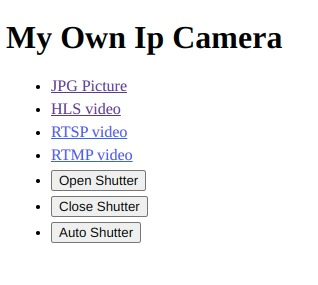 My Own Ip Camera
JPG Picture
HLS video
RTSP video
RTMP video
Open Shutter
Close Shutter
Auto Shutter